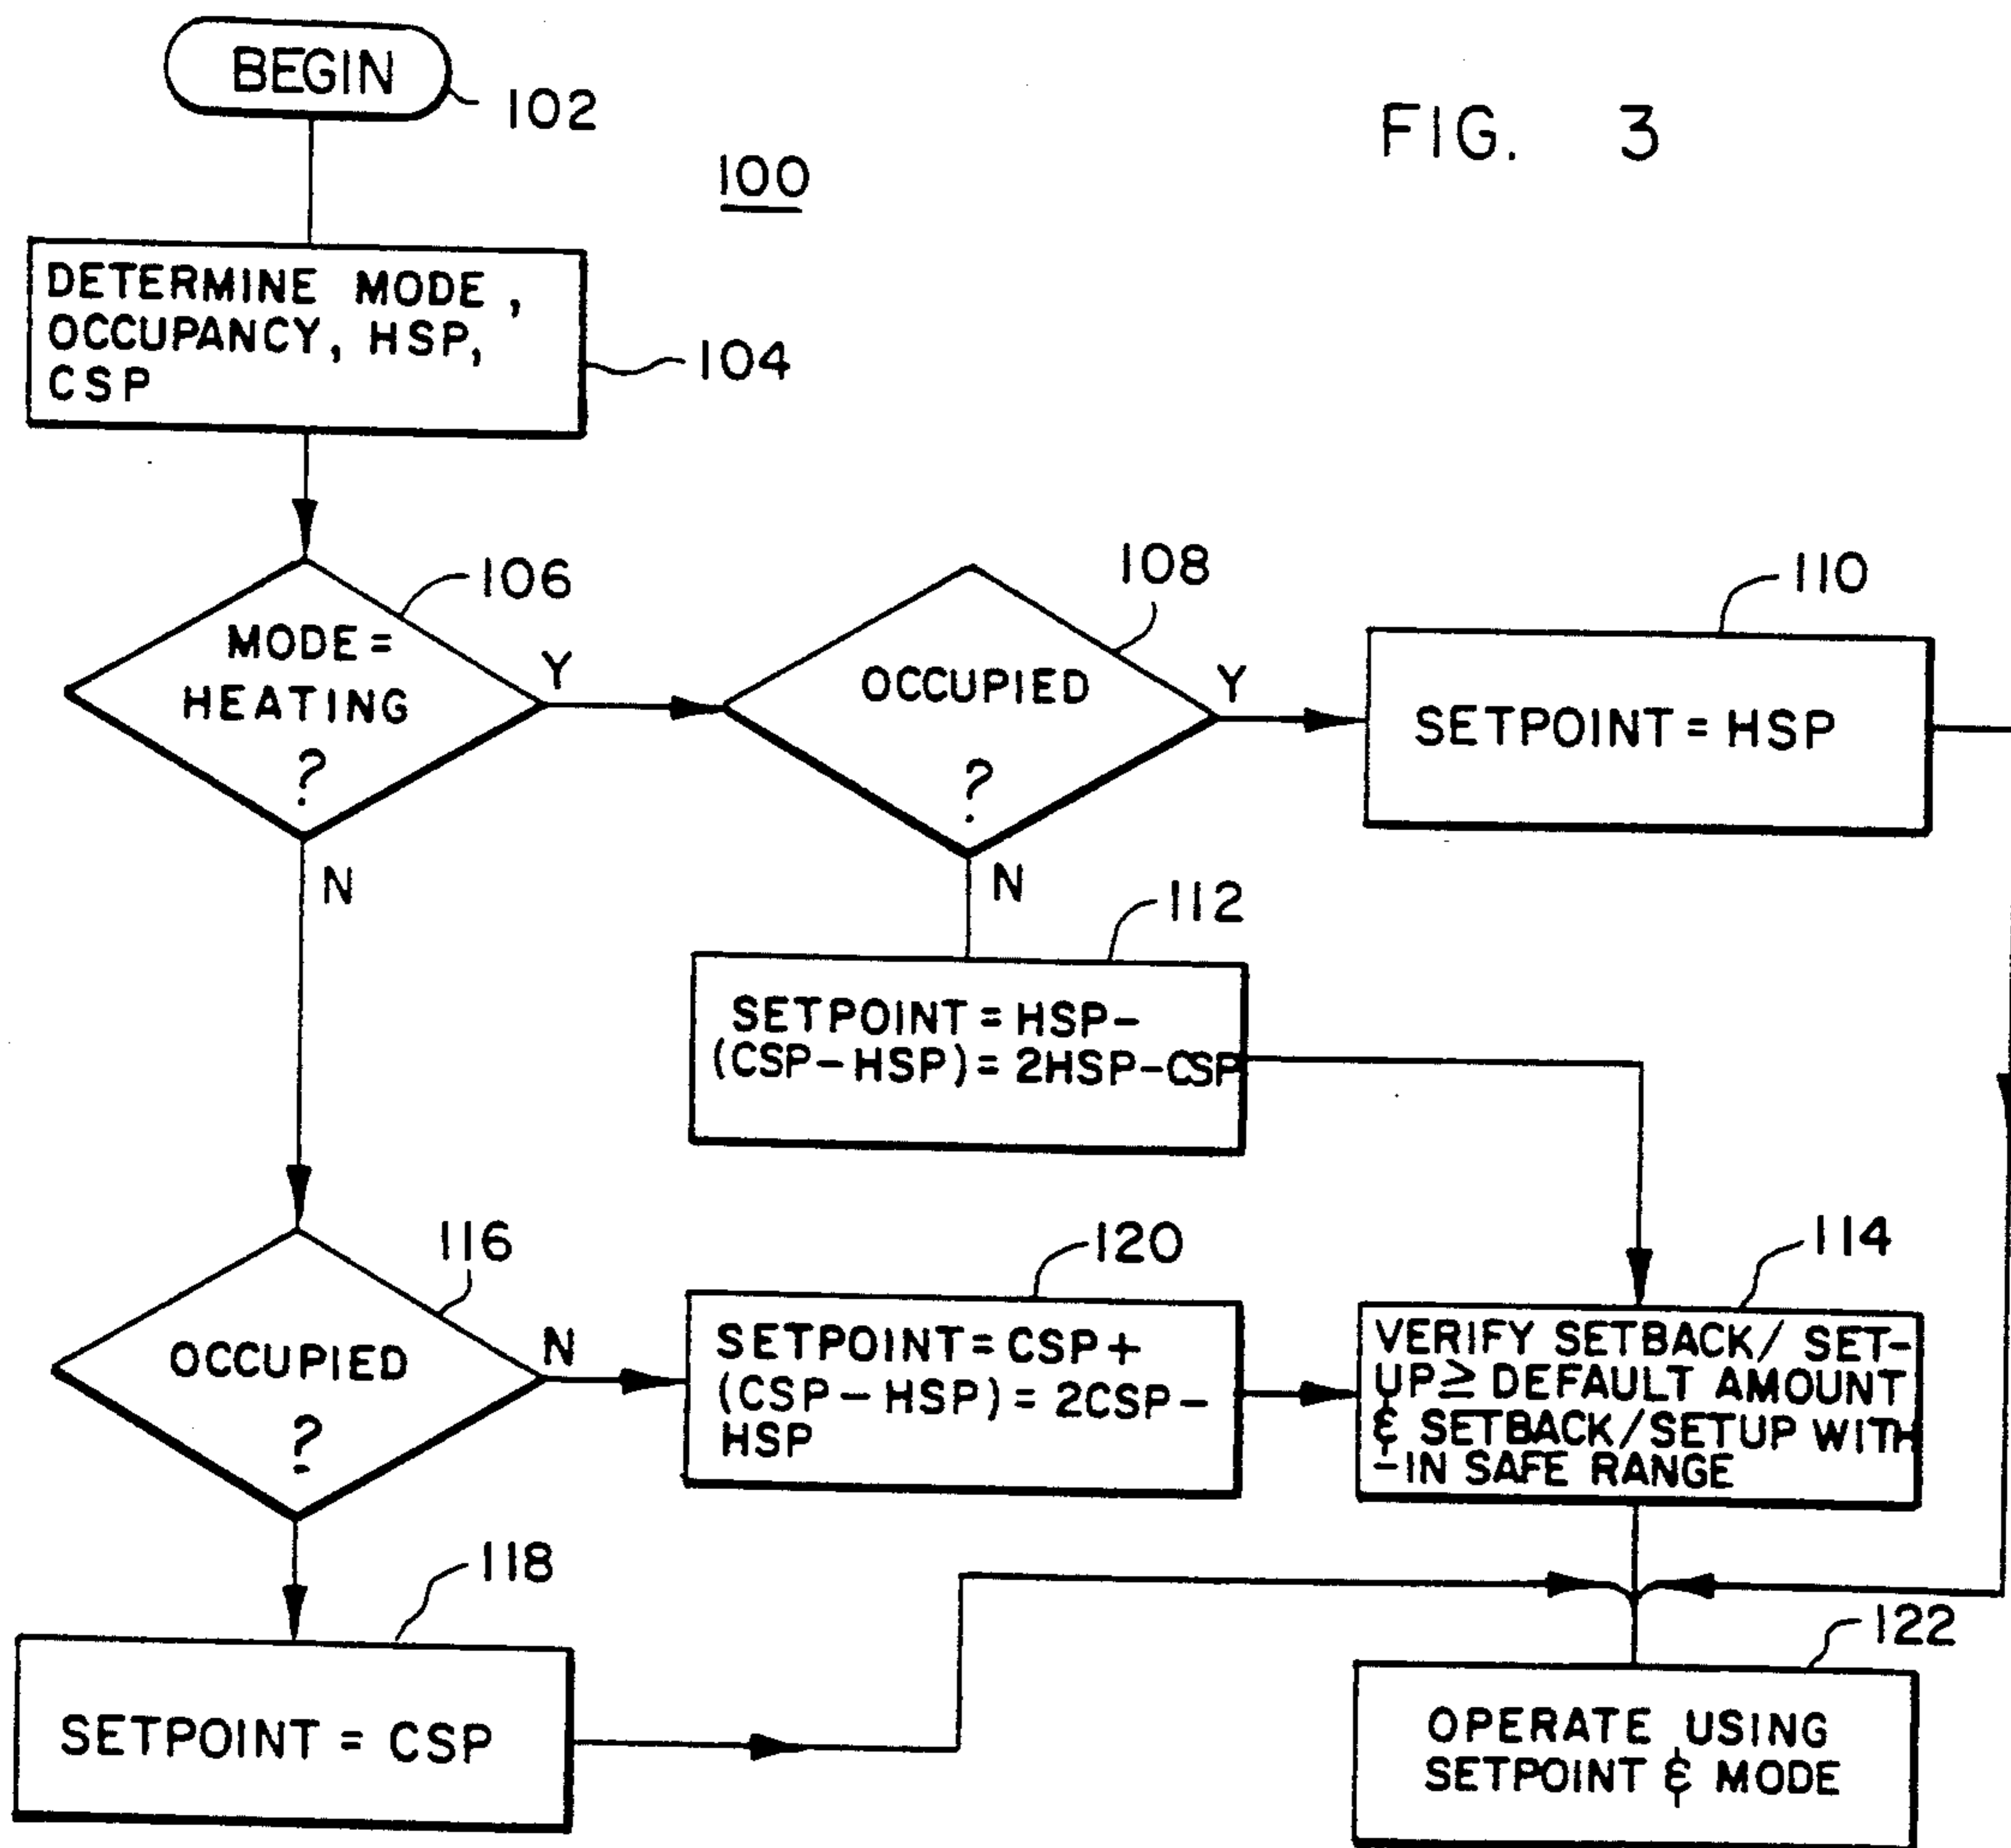 BEGIN
102
FIG. 3
100
DETERMINE MODE,
OCCUPANCY, HSP,
CSP
104
MODE =
HEATING
?
106
Y
N
OCCUPIED
?
108
Y
N
SETPOINT = HSP
110
SETPOINT = HSP-
(CSP-HSP) = 2HSP-CSP
112
OCCUPIED
?
116
N
SETPOINT = CSP+
(CSP-HSP) = 2CSP-
HSP
120
VERIFY SETBACK/ SET-
UP ≥ DEFAULT AMOUNT
& SETBACK/SETUP WITH
-IN SAFE RANGE
114
SETPOINT = CSP
118
OPERATE USING
SETPOINT & MODE
122